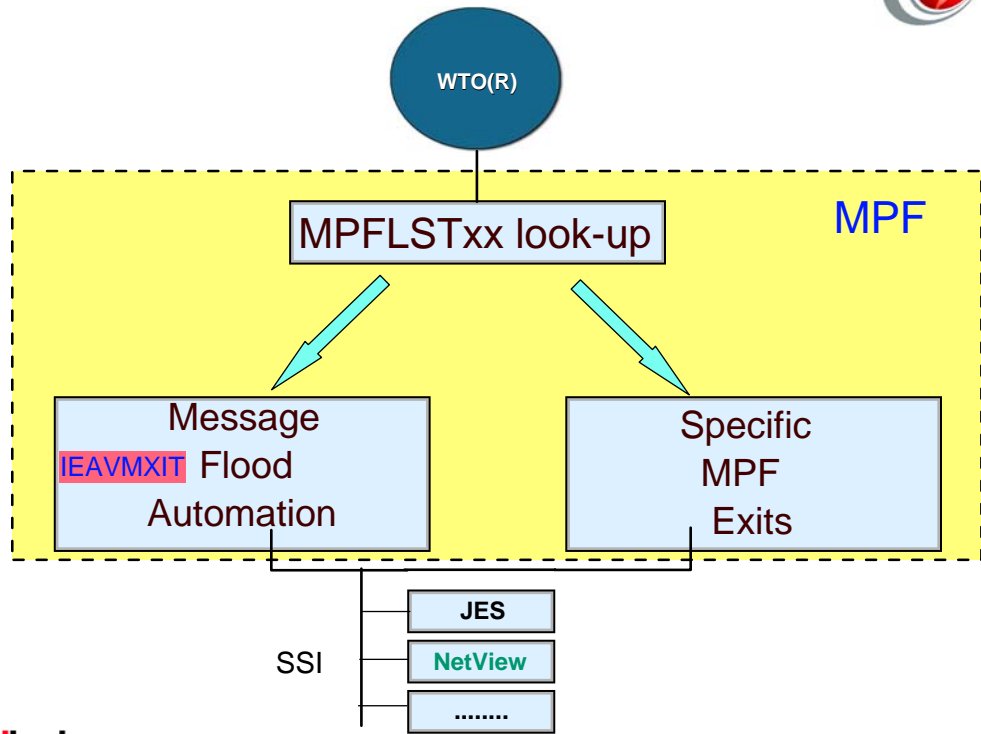 WTO(R)
MPF
MPFLSTxx look-up
Message
IEAVMXIT Flood
Automation
Specific
MPF
Exits
SSI
JES
NetView
........